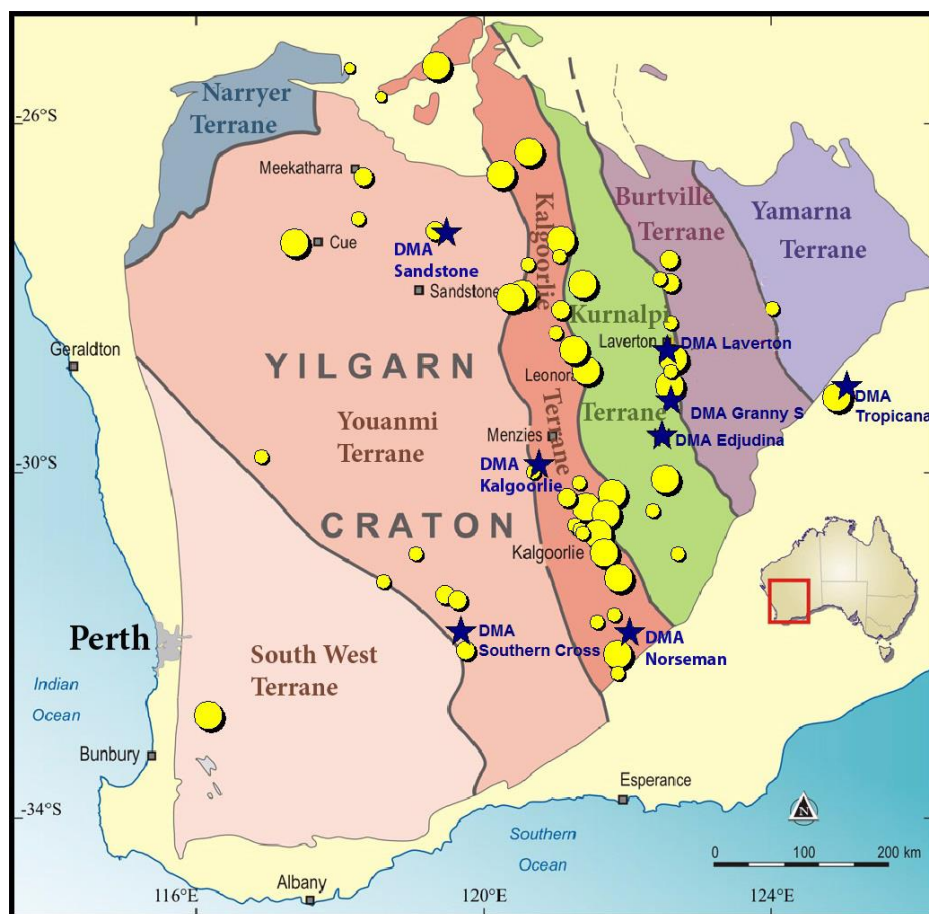 -26°S
Narryer
Terrane
Meekatharra
Cue
DMA
Sandstone
Sandstone
Kalgoorlie
Terrane
Burtville
Terrane
Yamarna
Terrane
Kurnalpi
Terrane
Geraldton
YILGARN
Laverton
DMA Laverton
Leonora
DMA Granny S
DMA
Tropicana
Youanmi
Terrane
Menzies
DMA Edjudina
-30°S
DMA
Kalgoorlie
CRATON
Kalgoorlie
Perth
DMA
Southern Cross
DMA
Norseman
South West
Terrane
Indian
Ocean
Bunbury
Esperance
-34°S
N
Southern
Ocean
0 100 200 km
Albany
116°E
120°E
124°E